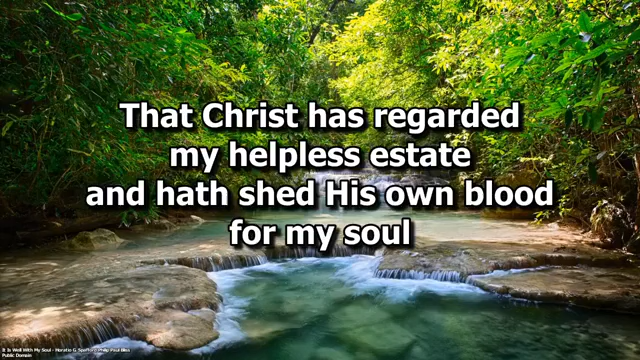 That Christ has regarded
my helpless estate
and hath shed His own blood
for my soul
It Is Well With My Soul - Horatio G. Spafford Philip Paul Bliss
Public Domain